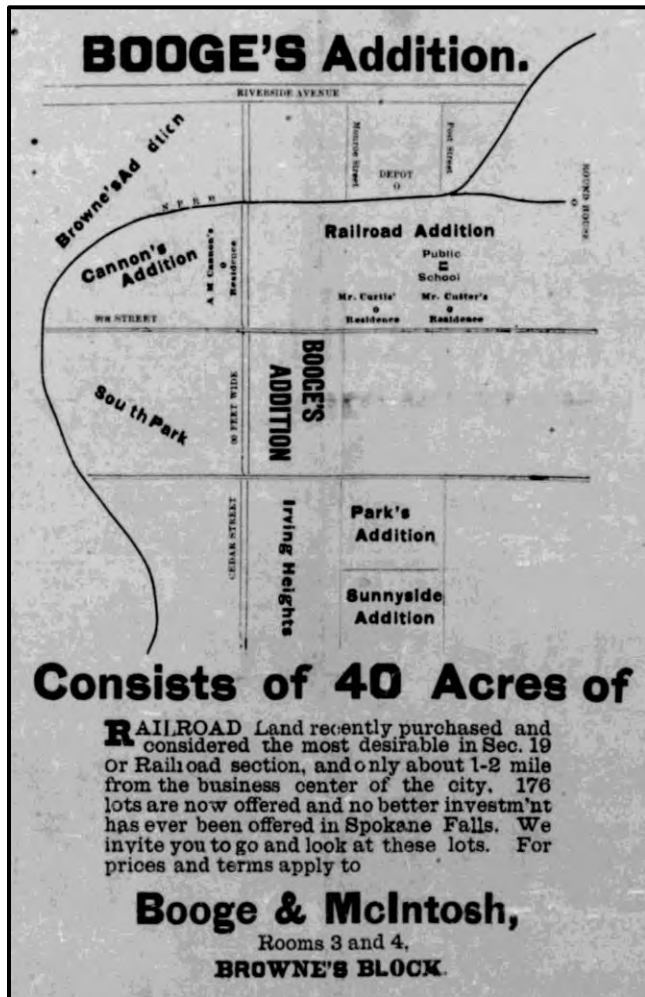 BOOGE'S Addition.
RIVERSIDE AVENUE
Browne's Ad dition
Monroe Street
Post Street
DEPOT
ROUND HOUSE
N P R R
Cannon's
Addition
A M Cannon's
Residence
Railroad Addition
Public
School
Mr. Curtis'
Residence
Mr. Cutter's
Residence
8TH STREET
South Park
80 FEET WIDE
BOOGE'S
ADDITION
CEDAR STREET
Irving Heights
Park's
Addition
Sunnyside
Addition
Consists of 40 Acres of
RAILROAD Land recently purchased and
considered the most desirable in Sec. 19
or Railroad section, and only about 1-2 mile
from the business center of the city. 176
lots are now offered and no better investm'nt
has ever been offered in Spokane Falls. We
invite you to go and look at these lots. For
prices and terms apply to
Booge & McIntosh,
Rooms 3 and 4,
BROWNE'S BLOCK.